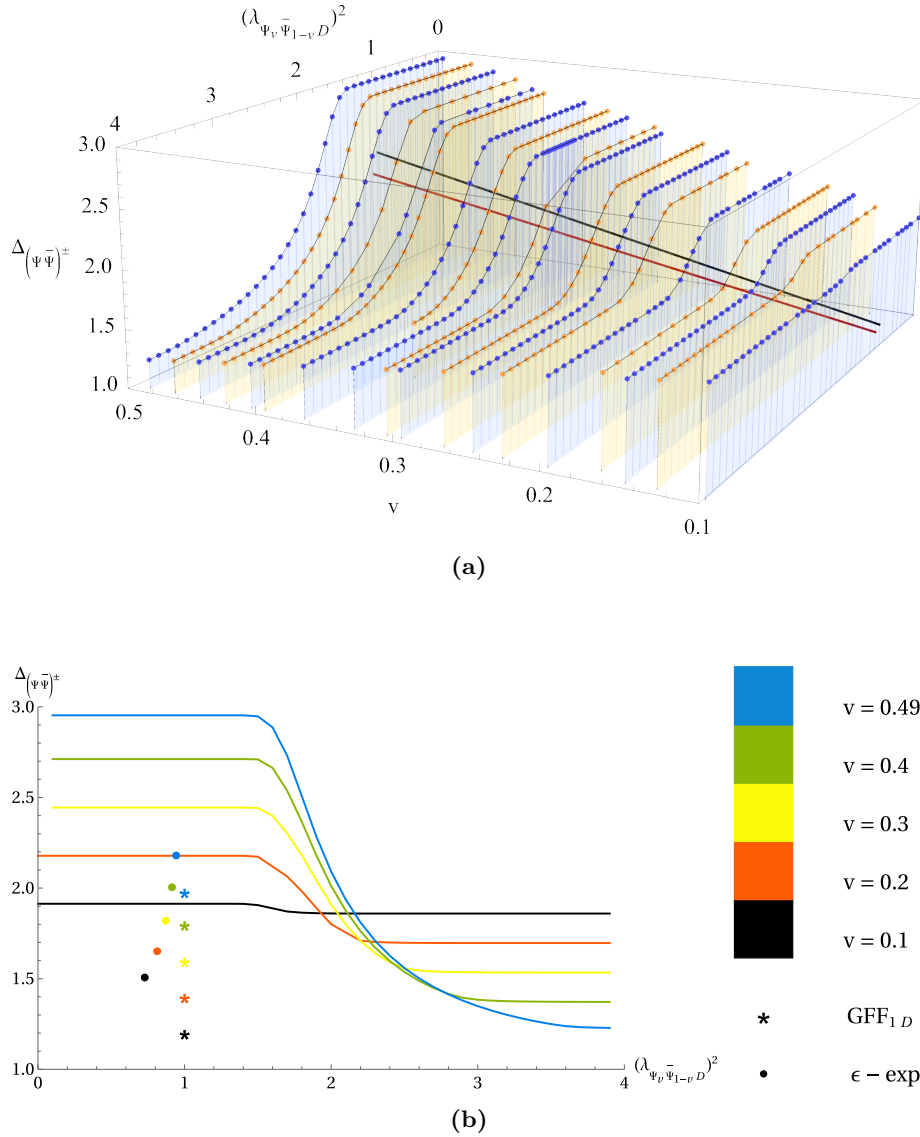 (λ_{Ψ_v Ψ̄_{1−v} D})^2
0
1
2
3
4
3.0
2.5
2.0
1.5
1.0
Δ_{(Ψ Ψ̄)^±}
0.5
0.4
0.3
0.2
0.1
v
(a)
Δ_{(Ψ Ψ̄)^±}
3.0
2.5
2.0
1.5
1.0
0 1 2 3 4
(λ_{Ψ_v Ψ̄_{1−v} D})^2
v = 0.49
v = 0.4
v = 0.3
v = 0.2
v = 0.1
* GFF_{1 D}
• ϵ − exp
(b)